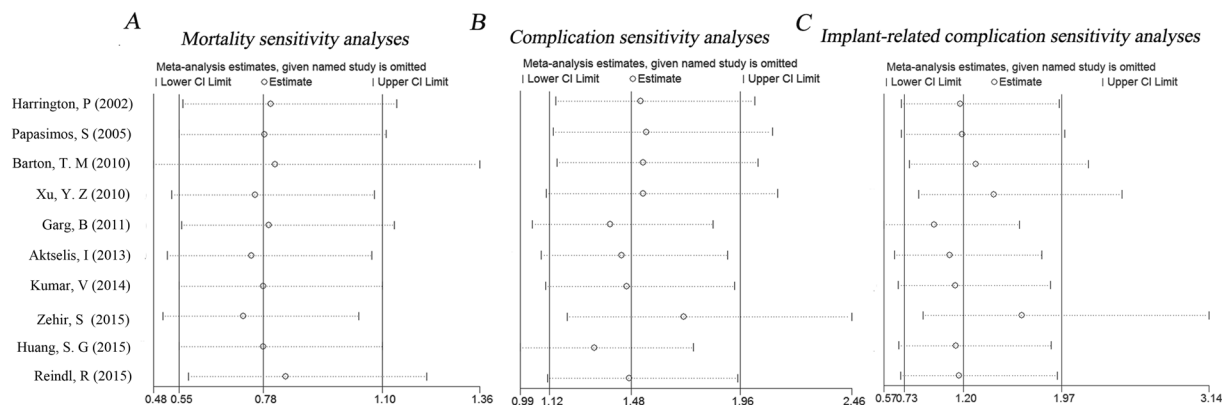 A
Mortality sensitivity analyses
Meta-analysis estimates, given named study is omitted
Lower CI Limit Estimate Upper CI Limit
Harrington, P (2002)
Papasimos, S (2005)
Barton, T. M (2010)
Xu, Y. Z (2010)
Garg, B (2011)
Aktselis, I (2013)
Kumar, V (2014)
Zehir, S (2015)
Huang, S. G (2015)
Reindl, R (2015)
0.48 0.55 0.78 1.10 1.36
B
Complication sensitivity analyses
Meta-analysis estimates, given named study is omitted
Lower CI Limit Estimate Upper CI Limit
0.99 1.12 1.48 1.96 2.46
C
Implant-related complication sensitivity analyses
Meta-analysis estimates, given named study is omitted
Lower CI Limit Estimate Upper CI Limit
0.57 0.73 1.20 1.97 3.14